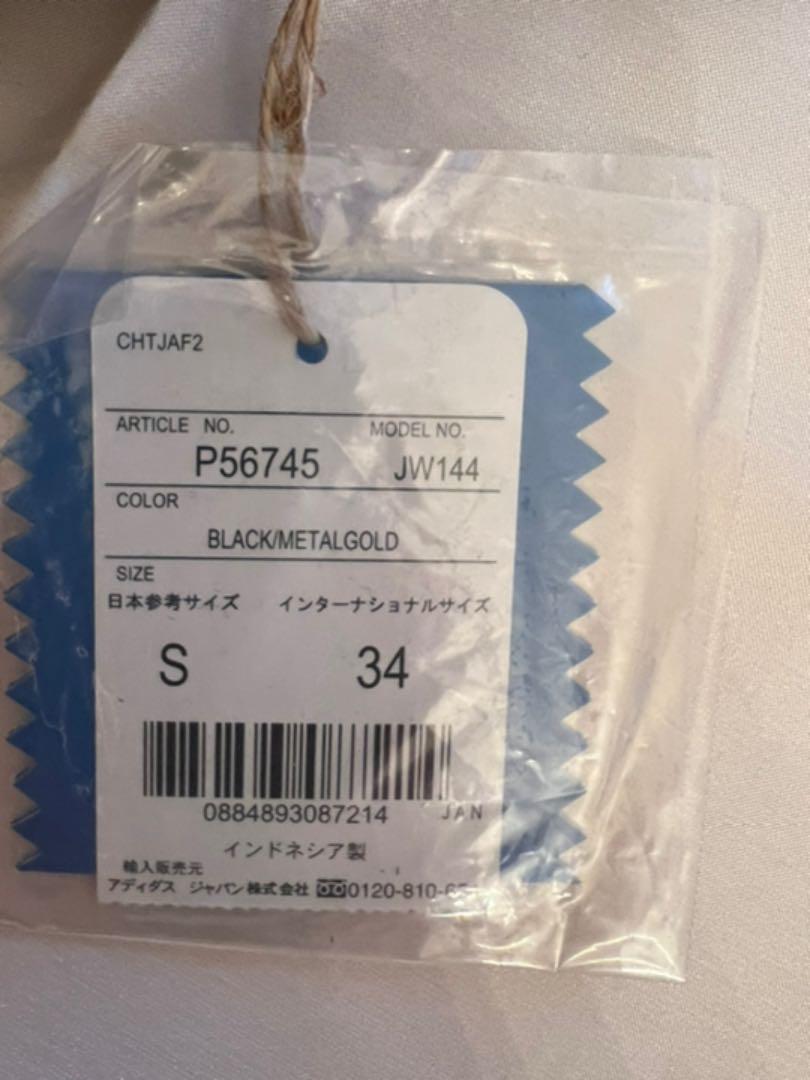 CHTJAF2
ARTICLE NO. MODEL NO.
P56745 JW144
COLOR
BLACK/METALGOLD
SIZE
日本参考サイズ インターナショナルサイズ
S 34
0884893087214 JAN
インドネシア製
輸入販売元
アディダス ジャパン株式会社 0120-810-6